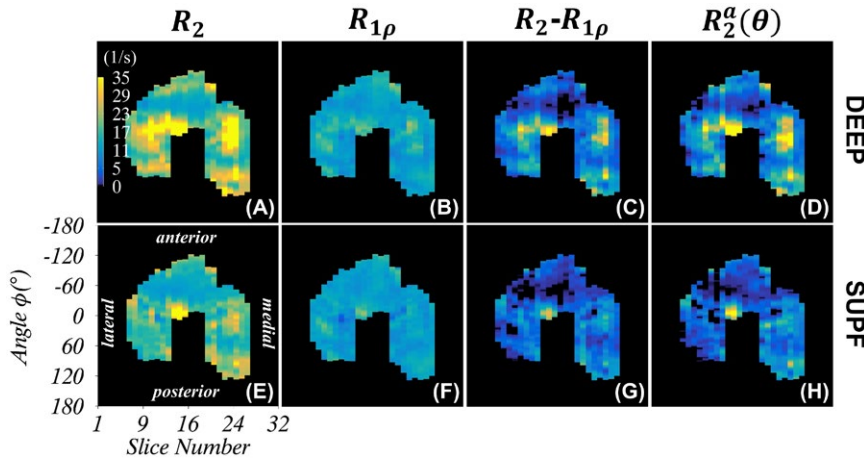 R₂ R₁ρ R₂-R₁ρ R₂ᵃ(θ)
(1/s)
35
29
23
17
11
5
0
(A) (B) (C) (D)
DEEP
-180
-120
-60
0
60
120
180
Angle ϕ(°)
anterior
lateral
medial
posterior
(E) (F) (G) (H)
SUPF
1 9 16 24 32
Slice Number